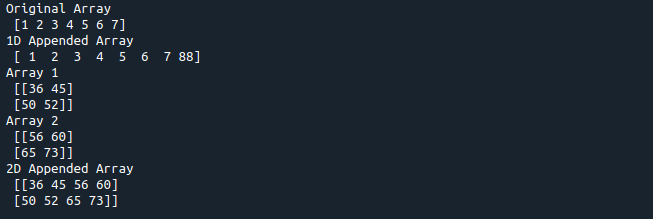 Original Array
 [1 2 3 4 5 6 7]
1D Appended Array
 [ 1  2  3  4  5  6  7 88]
Array 1
 [[36 45]
 [50 52]]
Array 2
 [[56 60]
 [65 73]]
2D Appended Array
 [[36 45 56 60]
 [50 52 65 73]]